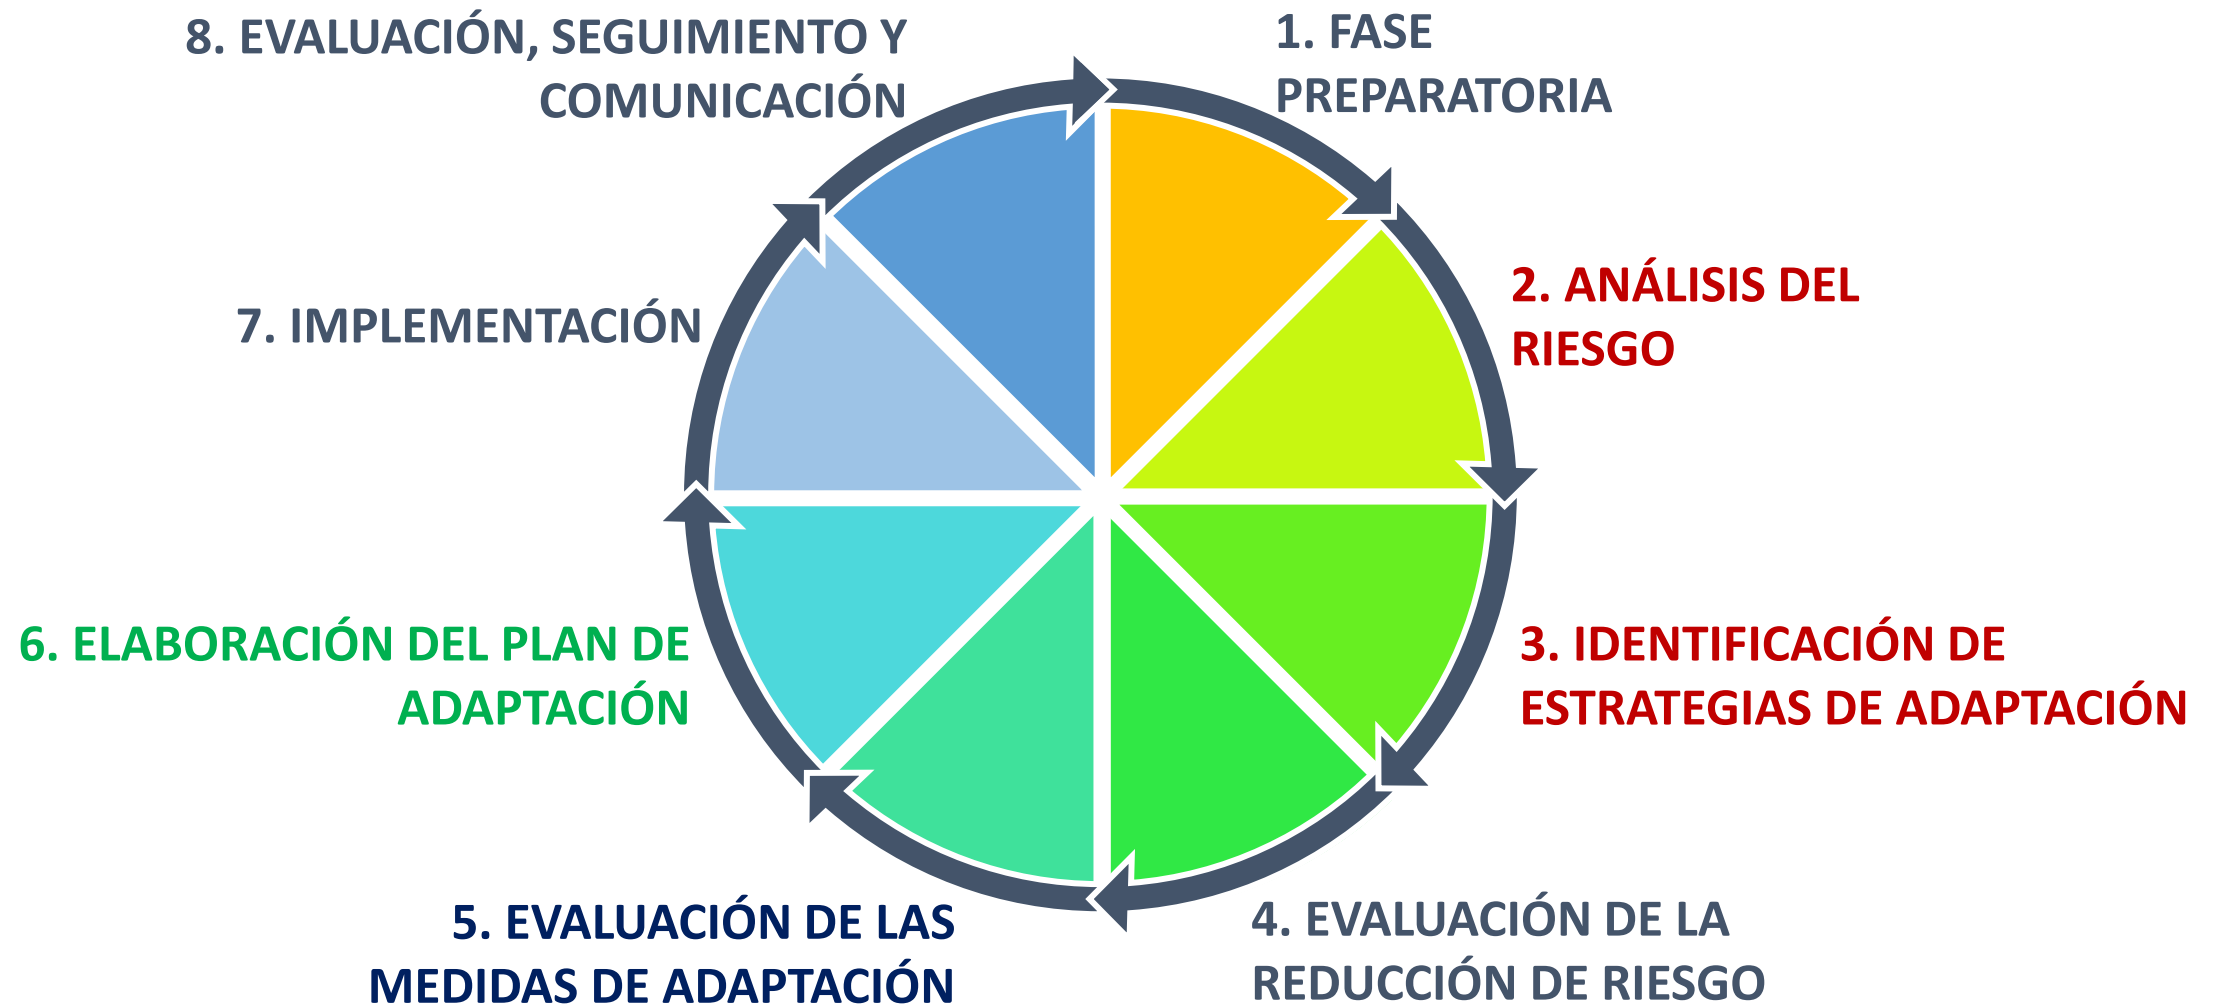 1. FASE
PREPARATORIA
2. ANÁLISIS DEL
RIESGO
3. IDENTIFICACIÓN DE
ESTRATEGIAS DE ADAPTACIÓN
4. EVALUACIÓN DE LA
REDUCCIÓN DE RIESGO
5. EVALUACIÓN DE LAS
MEDIDAS DE ADAPTACIÓN
6. ELABORACIÓN DEL PLAN DE
ADAPTACIÓN
7. IMPLEMENTACIÓN
8. EVALUACIÓN, SEGUIMIENTO Y
COMUNICACIÓN